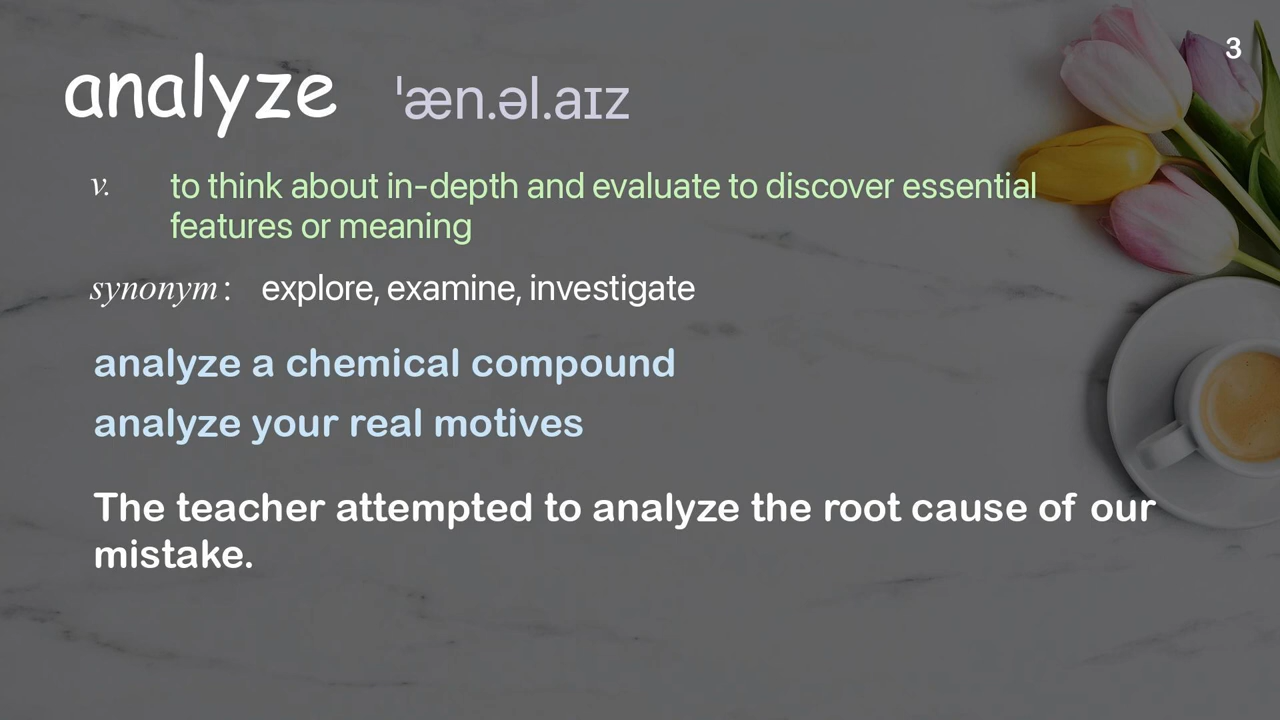 3
analyze ˈæn.əl.aɪz
v. to think about in-depth and evaluate to discover essential
features or meaning
synonym : explore, examine, investigate
analyze a chemical compound
analyze your real motives
The teacher attempted to analyze the root cause of our
mistake.